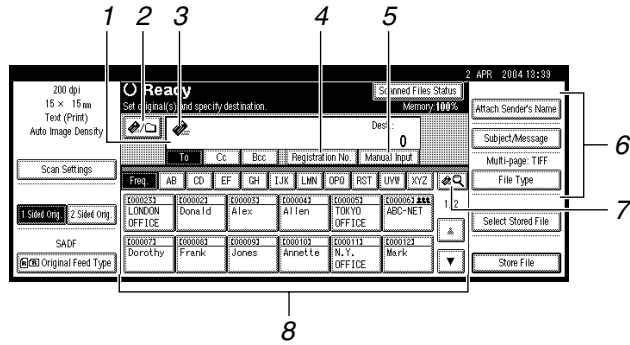 1 2 3 4 5
2 APR 2004 13:39
200 dpi
15 × 15 in
Text (Print)
Auto Image Density
Ready
Set original(s) and specify destination.
Scanned Files Status
Memory:100%
Dest.:
0
To Cc Bcc Registration No. Manual Input
Attach Sender's Name
Subject/Message
Multi-page: TIFF
File Type
6
7
Scan Settings
Freq. AB CD EF GH IJK LMN OPQ RST UVW XYZ
1/2
1 Sided Orig. 2 Sided Orig.
[00023] [00002] [00003] [00004] [00005] [00006]
LONDON OFFICE Donald Alex Allen TOKYO OFFICE ABC-NET
Select Stored File
SADF
Original Feed Type
[00007] [00008] [00009] [00010] [00011] [00012]
Dorothy Frank Jones Annette N.Y. OFFICE Mark
▲
▼
Store File
8